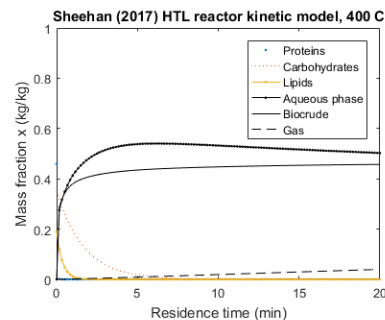 Sheehan (2017) HTL reactor kinetic model, 400 C
Proteins
Carbohydrates
Lipids
Aqueous phase
Biocrude
Gas
Mass fraction x (kg/kg)
1
0.8
0.6
0.4
0.2
0
0 5 10 15 20
Residence time (min)